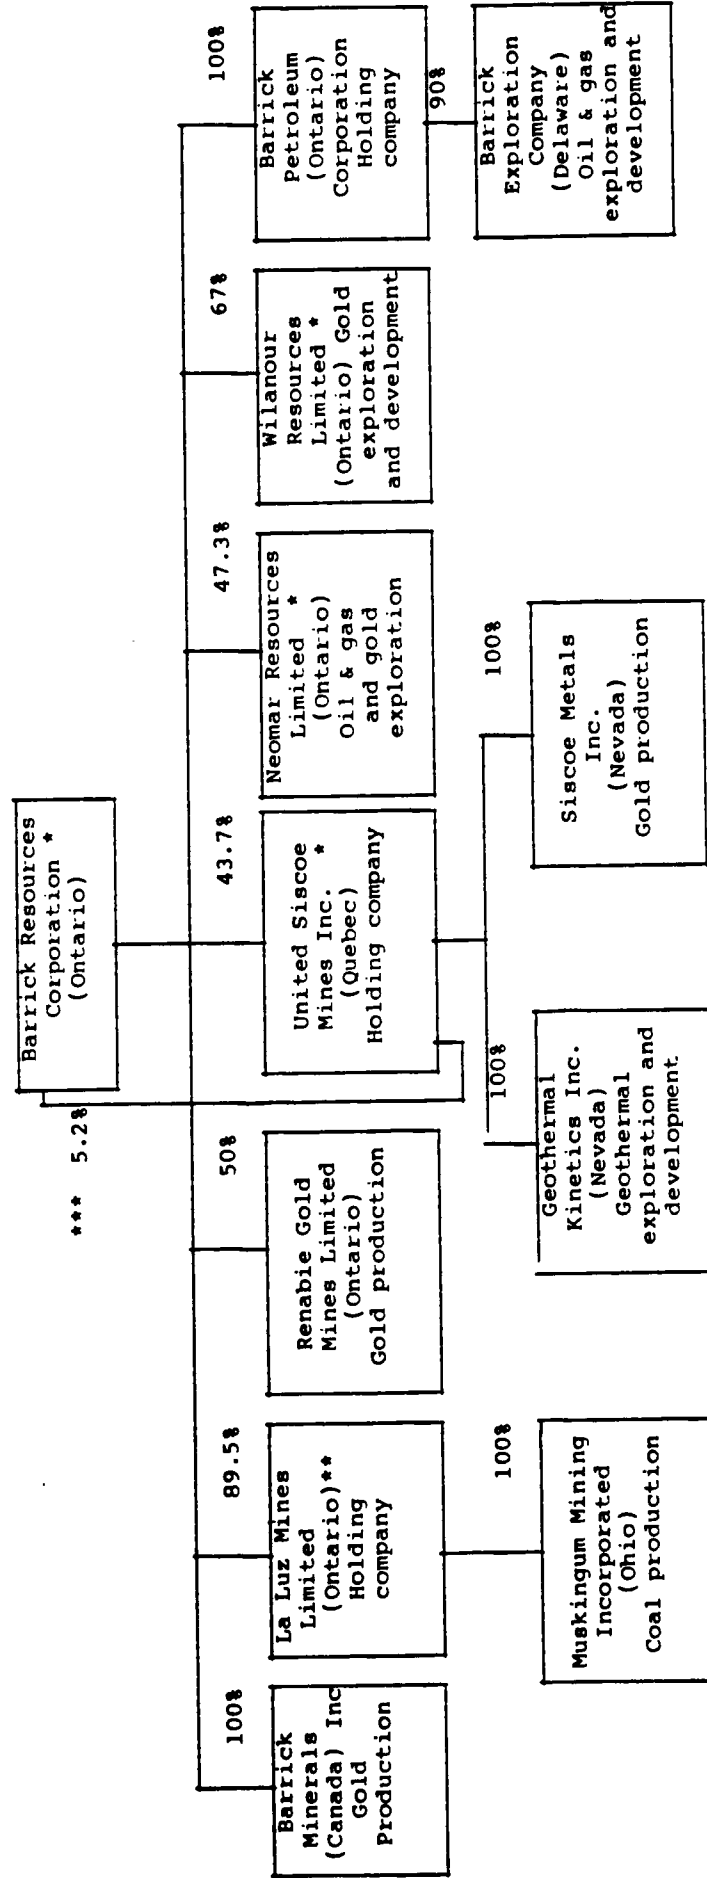 Barrick Resources
Corporation *
(Ontario)
*** 5.2%
100%
Barrick
Minerals
(Canada) Inc
Gold
Production
89.5%
La Luz Mines
Limited
(Ontario)**
Holding
company
50%
Renabie Gold
Mines Limited
(Ontario)
Gold production
43.7%
United Siscoe
Mines Inc. *
(Quebec)
Holding company
47.3%
Neomar Resources
Limited *
(Ontario)
Oil & gas
and gold
exploration
67%
Wilanour
Resources
Limited *
(Ontario) Gold
exploration
and development
100%
Barrick
Petroleum
(Ontario)
Corporation
Holding
company
100%
Muskingum Mining
Incorporated
(Ohio)
Coal production
100%
Geothermal
Kinetics Inc.
(Nevada)
Geothermal
exploration and
development
100%
Siscoe Metals
Inc.
(Nevada)
Gold production
90%
Barrick
Exploration
Company
(Delaware)
Oil & gas
exploration and
development